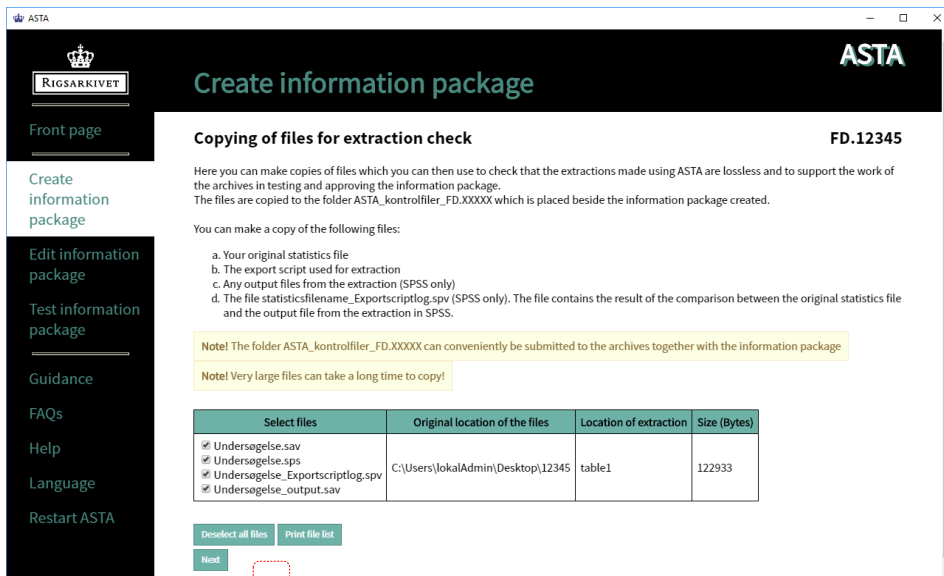 ASTA
RIGSARKIVET
ASTA
Create information package
Front page
Create
information
package
Edit information
package
Test information
package
Guidance
FAQs
Help
Language
Restart ASTA
Copying of files for extraction check
FD.12345
Here you can make copies of files which you can then use to check that the extractions made using ASTA are lossless and to support the work of
the archives in testing and approving the information package.
The files are copied to the folder ASTA_kontrolfiler_FD.XXXXX which is placed beside the information package created.
You can make a copy of the following files:
a. Your original statistics file
b. The export script used for extraction
c. Any output files from the extraction (SPSS only)
d. The file statisticsfilename_Exportscriptlog.spv (SPSS only). The file contains the result of the comparison between the original statistics file
and the output file from the extraction in SPSS.
Note! The folder ASTA_kontrolfiler_FD.XXXXX can conveniently be submitted to the archives together with the information package
Note! Very large files can take a long time to copy!
Select files Original location of the files Location of extraction Size (Bytes)
Undersøgelse.sav
Undersøgelse.sps
Undersøgelse_Exportscriptlog.spv
Undersøgelse_output.sav
C:\Users\lokalAdmin\Desktop\12345 table1 122933
Deselect all files Print file list
Next